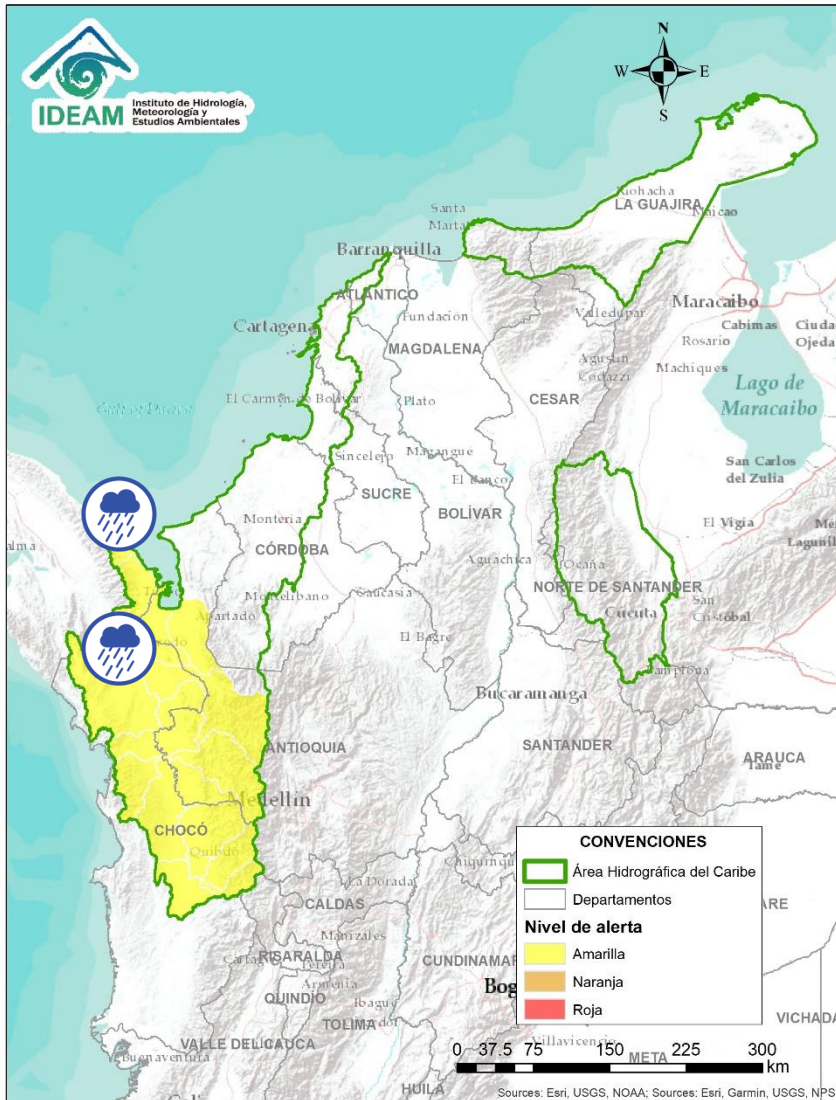 IDEAM
Instituto de Hidrología,
Meteorología y
Estudios Ambientales
N
W
E
S
Riohacha
LA GUAJIRA
Maicao
Santa
Marta
Barranquilla
ATLÁNTICO
Maracaibo
Cartagena
Fundación
Valledupar
Cabimas
Ciudad
Ojeda
Rosario
MAGDALENA
Agustín
Codazzi
Machiques
CESAR
Lago de
Maracaibo
El Carmen de Bolívar
Plato
Sincelejo
Magangué
San Carlos
del Zulia
SUCRE
El Banco
BOLÍVAR
Montería
El Vigía
CÓRDOBA
Aguachica
Ocaña
NORTE DE SANTANDER
Montelíbano
Caucasia
Apartadó
Cúcuta
San
Cristóbal
El Bagre
Pamplona
Bucaramanga
ANTIOQUIA
SANTANDER
ARAUCA
Tame
Medellín
CHOCÓ
Quibdó
La Dorada
CALDAS
Manizales
RISARALDA
Pereira
Armenia
CUNDINAMAR
Bog
QUINDÍO
Ibagué
TOLIMA
VICHADA
VALLE DEL CAUCA
Villavicencio
Buenaventura
META
HUILA
CONVENCIONES
Área Hidrográfica del Caribe
Departamentos
Nivel de alerta
Amarilla
Naranja
Roja
0 37.5 75 150 225 300
km
Sources: Esri, USGS, NOAA; Sources: Esri, Garmin, USGS, NPS